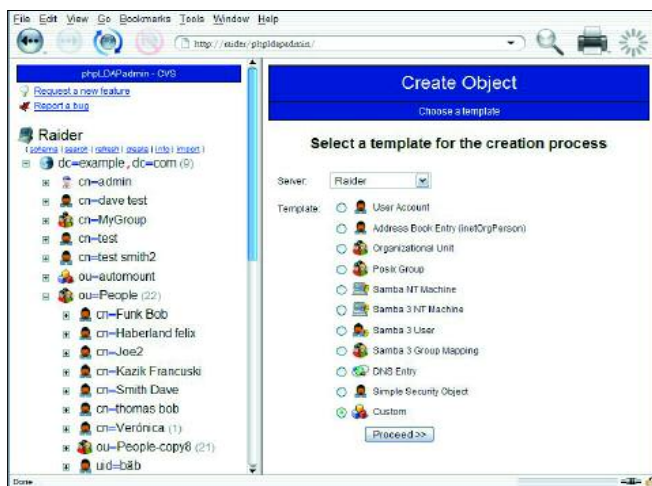 File Edit View Go Bookmarks Tools Window Help
http://raider/phpldapadmin/
phpLDAPadmin - CVS
Request a new feature
Report a bug
Raider
( schema | search | refresh | create | info | import )
dc=example, dc=com (9)
cn=admin
cn=dave test
cn=MyGroup
cn=test
cn=test smith2
ou=automount
ou=People (22)
cn=Funk Bob
cn=Haberland felix
cn=Joe2
cn=Kazik Francuski
cn=Smith Dave
cn=thomas bob
cn=Verónica (1)
ou=People-copy8 (21)
uid=bäb
Create Object
Choose a template
Select a template for the creation process
Server: Raider
Template: User Account
Address Book Entry (inetOrgPerson)
Organizational Unit
Posix Group
Samba NT Machine
Samba 3 NT Machine
Samba 3 User
Samba 3 Group Mapping
DNS Entry
Simple Security Object
Custom
Proceed >>
Done